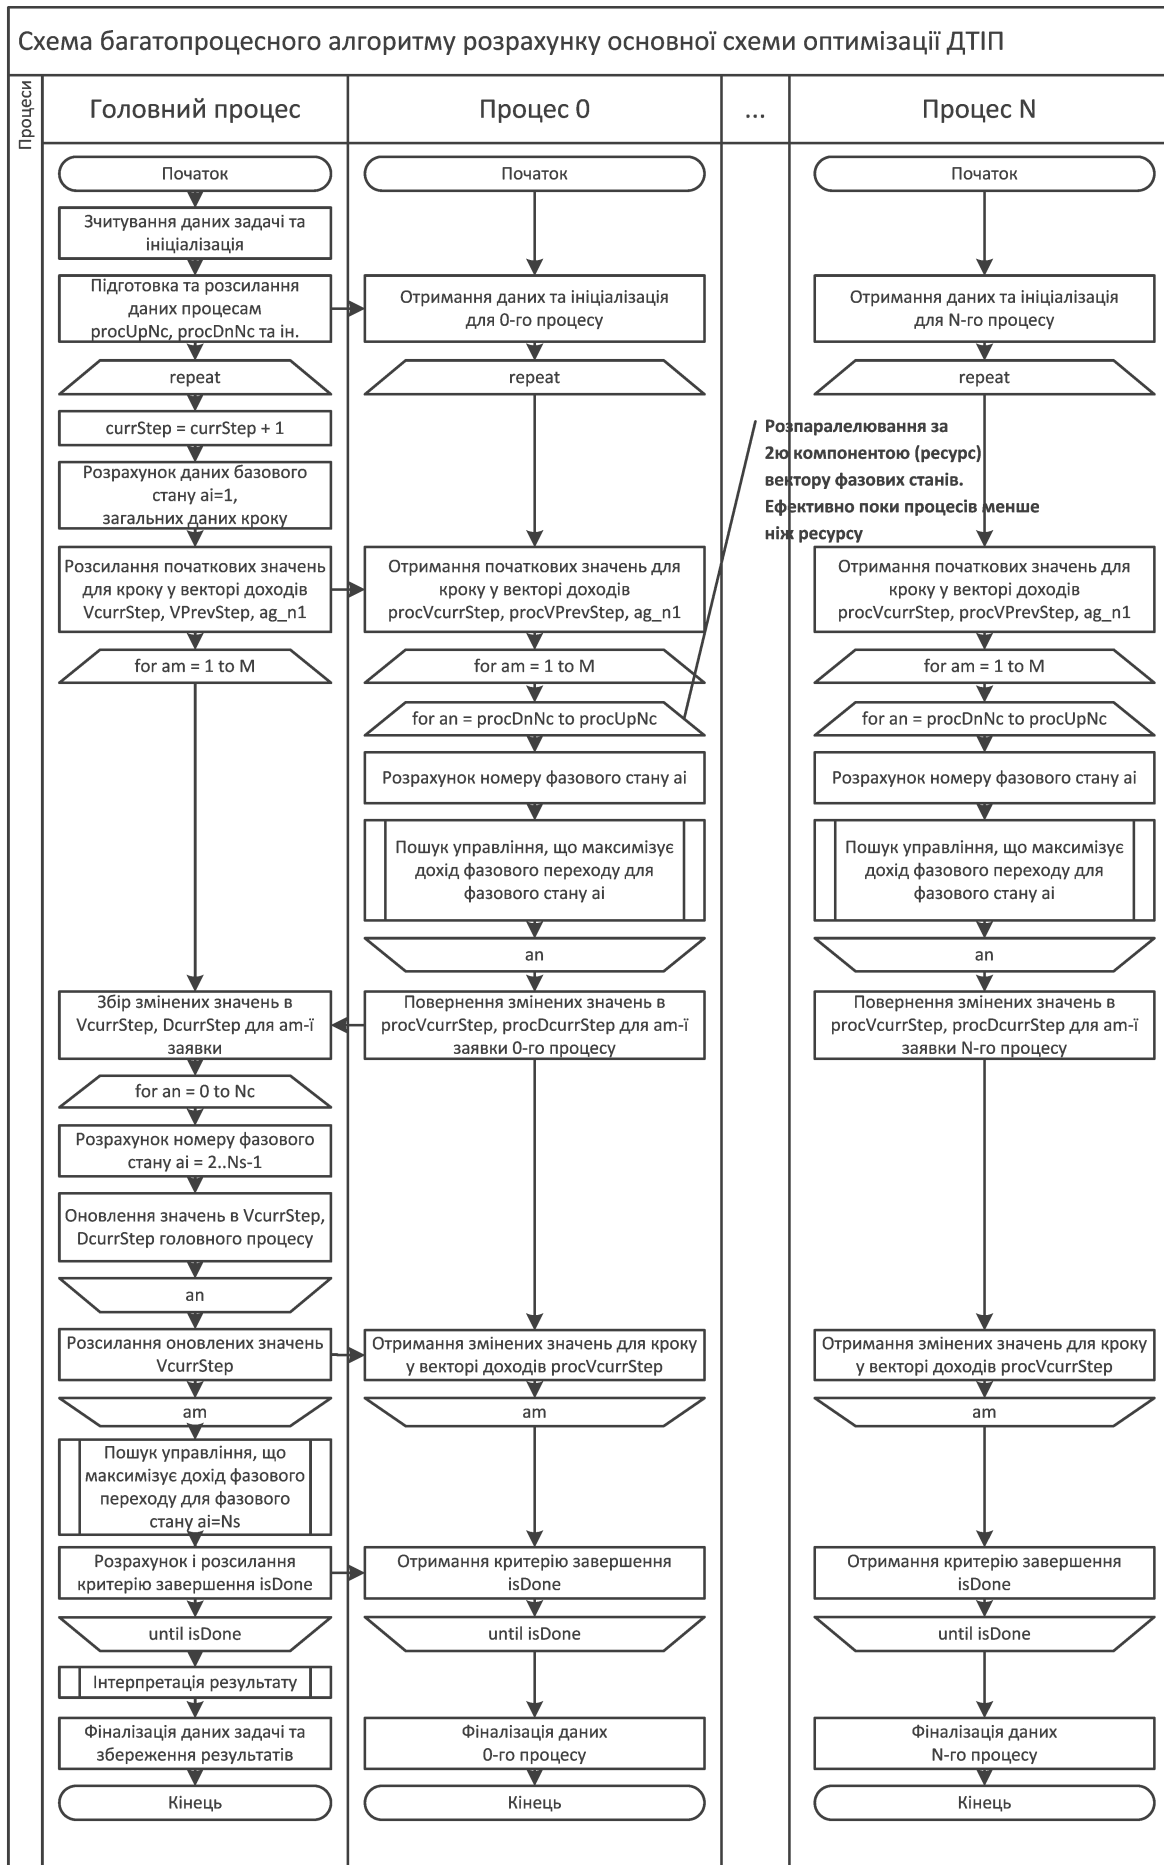 Схема багатопроцесного алгоритму розрахунку основної схеми оптимізації ДТІП
Процеси
Головний процес
Процес 0
...
Процес N
Початок
Зчитування даних задачі та
ініціалізація
Підготовка та розсилання
даних процесам
procUpNc, procDnNc та ін.
repeat
currStep = currStep + 1
Розрахунок даних базового
стану ai=1,
загальних даних кроку
Розсилання початкових значень
для кроку у векторі доходів
VcurrStep, VPrevStep, ag_n1
for am = 1 to M
Збір змінених значень в
VcurrStep, DcurrStep для am-ї
заявки
for an = 0 to Nc
Розрахунок номеру фазового
стану ai = 2..Ns-1
Оновлення значень в VcurrStep,
DcurrStep головного процесу
an
Розсилання оновлених значень
VcurrStep
am
Пошук управління, що
максимізує дохід фазового
переходу для фазового
стану ai=Ns
Розрахунок і розсилання
критерію завершення isDone
until isDone
Інтерпретація результату
Фіналізація даних задачі та
збереження результатів
Кінець
Початок
Отримання даних та ініціалізація
для 0-го процесу
repeat
Отримання початкових значень для
кроку у векторі доходів
procVcurrStep, procVPrevStep, ag_n1
for am = 1 to M
for an = procDnNc to procUpNc
Розрахунок номеру фазового стану ai
Пошук управління, що максимізує
дохід фазового переходу для
фазового стану ai
an
Повернення змінених значень в
procVcurrStep, procDcurrStep для am-ї
заявки 0-го процесу
Отримання змінених значень для кроку
у векторі доходів procVcurrStep
am
Отримання критерію завершення
isDone
until isDone
Фіналізація даних
0-го процесу
Кінець
Розпаралелювання за
2ю компонентою (ресурс)
вектору фазових станів.
Ефективно поки процесів менше
ніж ресурсу
Початок
Отримання даних та ініціалізація
для N-го процесу
repeat
Отримання початкових значень для
кроку у векторі доходів
procVcurrStep, procVPrevStep, ag_n1
for am = 1 to M
for an = procDnNc to procUpNc
Розрахунок номеру фазового стану ai
Пошук управління, що максимізує
дохід фазового переходу для
фазового стану ai
an
Повернення змінених значень в
procVcurrStep, procDcurrStep для am-ї
заявки N-го процесу
Отримання змінених значень для кроку
у векторі доходів procVcurrStep
am
Отримання критерію завершення
isDone
until isDone
Фіналізація даних
N-го процесу
Кінець